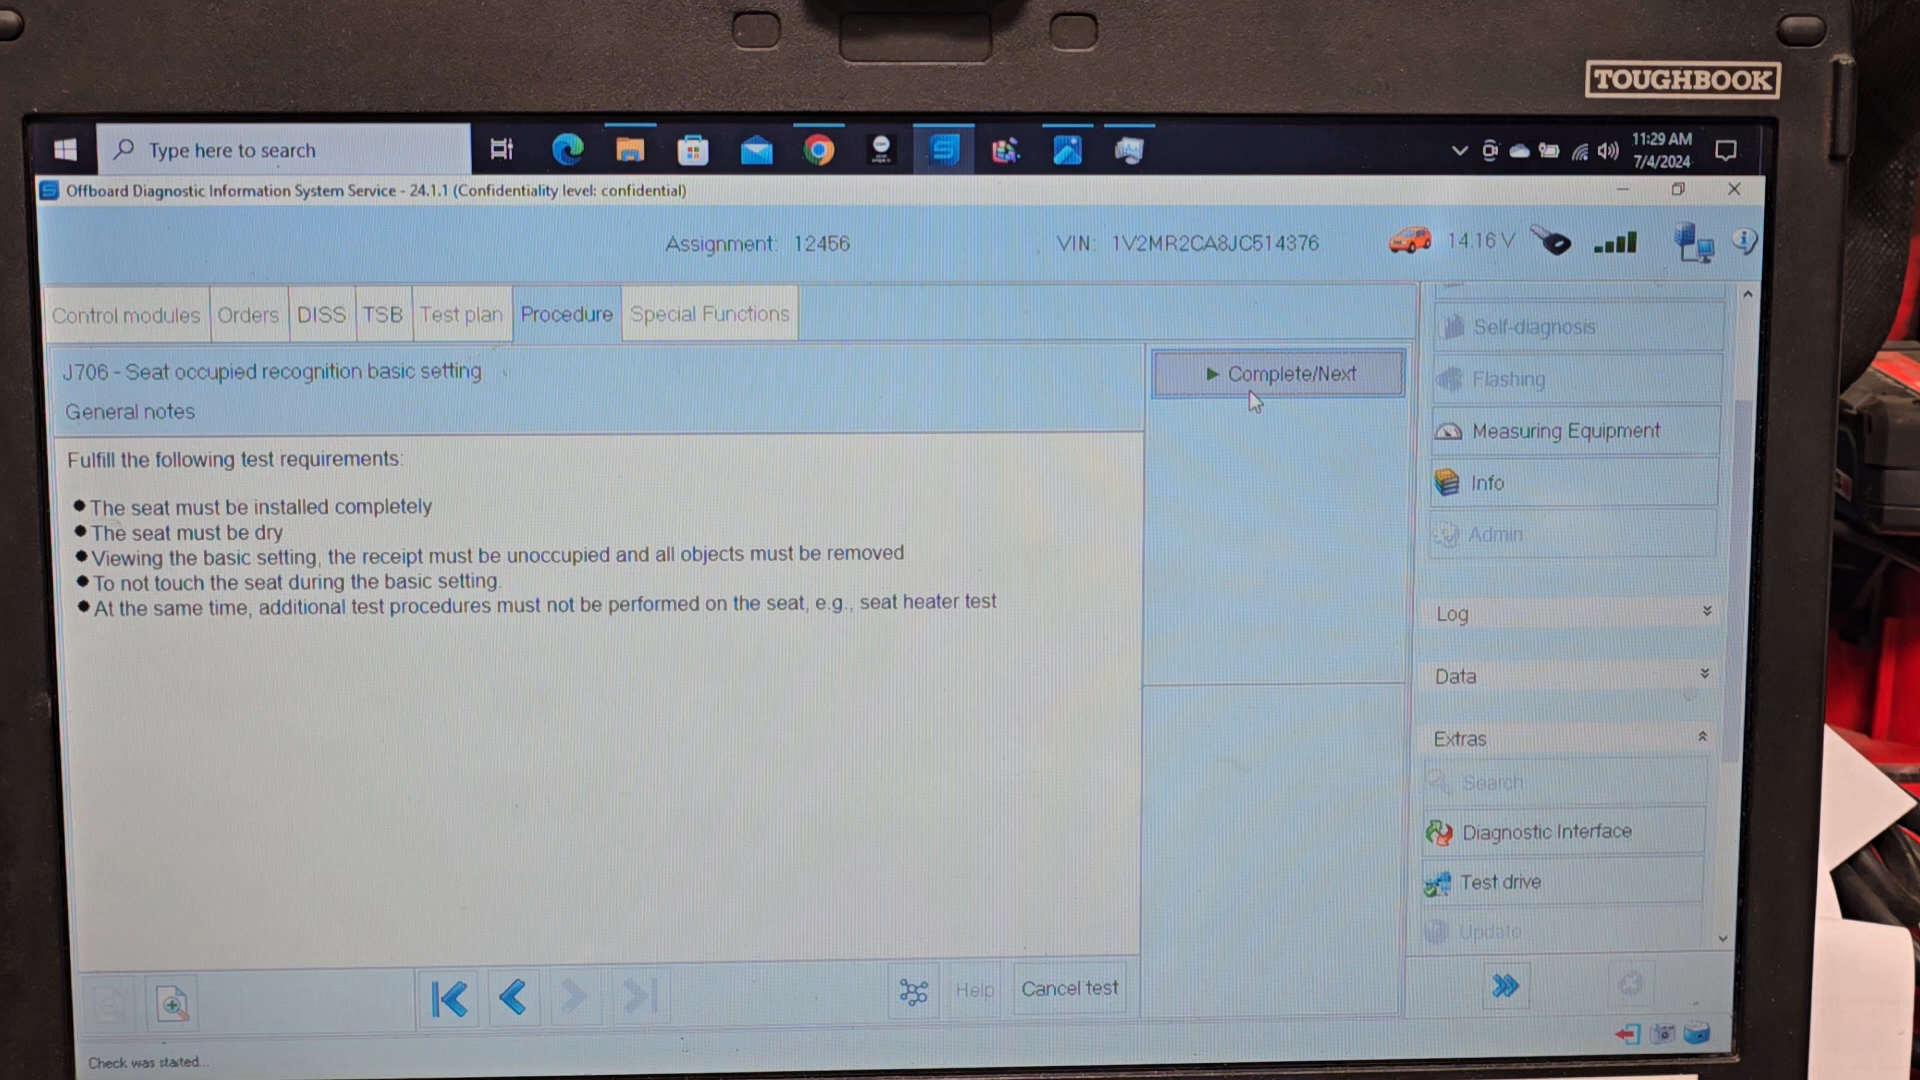 TOUGHBOOK
Type here to search
11:29 AM
7/4/2024
Offboard Diagnostic Information System Service - 24.1.1 (Confidentiality level: confidential)
Assignment: 12456
VIN: 1V2MR2CA8JC514376
14.16 V
Control modules
Orders
DISS
TSB
Test plan
Procedure
Special Functions
J706 - Seat occupied recognition basic setting
General notes
Fulfill the following test requirements:
● The seat must be installed completely
● The seat must be dry
● Viewing the basic setting, the receipt must be unoccupied and all objects must be removed
● To not touch the seat during the basic setting.
● At the same time, additional test procedures must not be performed on the seat, e.g., seat heater test
Complete/Next
Self-diagnosis
Flashing
Measuring Equipment
Info
Admin
Log
Data
Extras
Search
Diagnostic Interface
Test drive
Update
Help
Cancel test
Check was started...